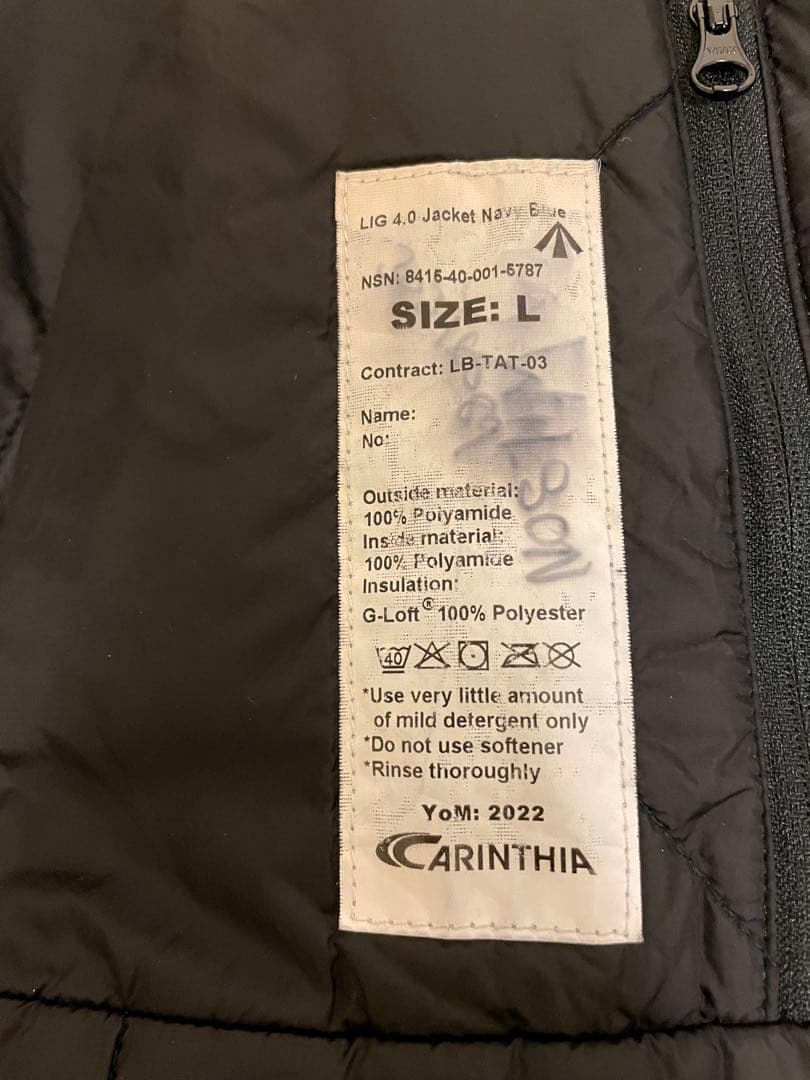 LIG 4.0 Jacket Navy Blue
NSN: 8415-40-001-5787
SIZE: L
Contract: LB-TAT-03
Name:
No:
WILSON
Outside material:
100% Polyamide
Inside material:
100% Polyamide
Insulation:
G-Loft® 100% Polyester
40
*Use very little amount
of mild detergent only
*Do not use softener
*Rinse thoroughly
YoM: 2022
CARINTHIA